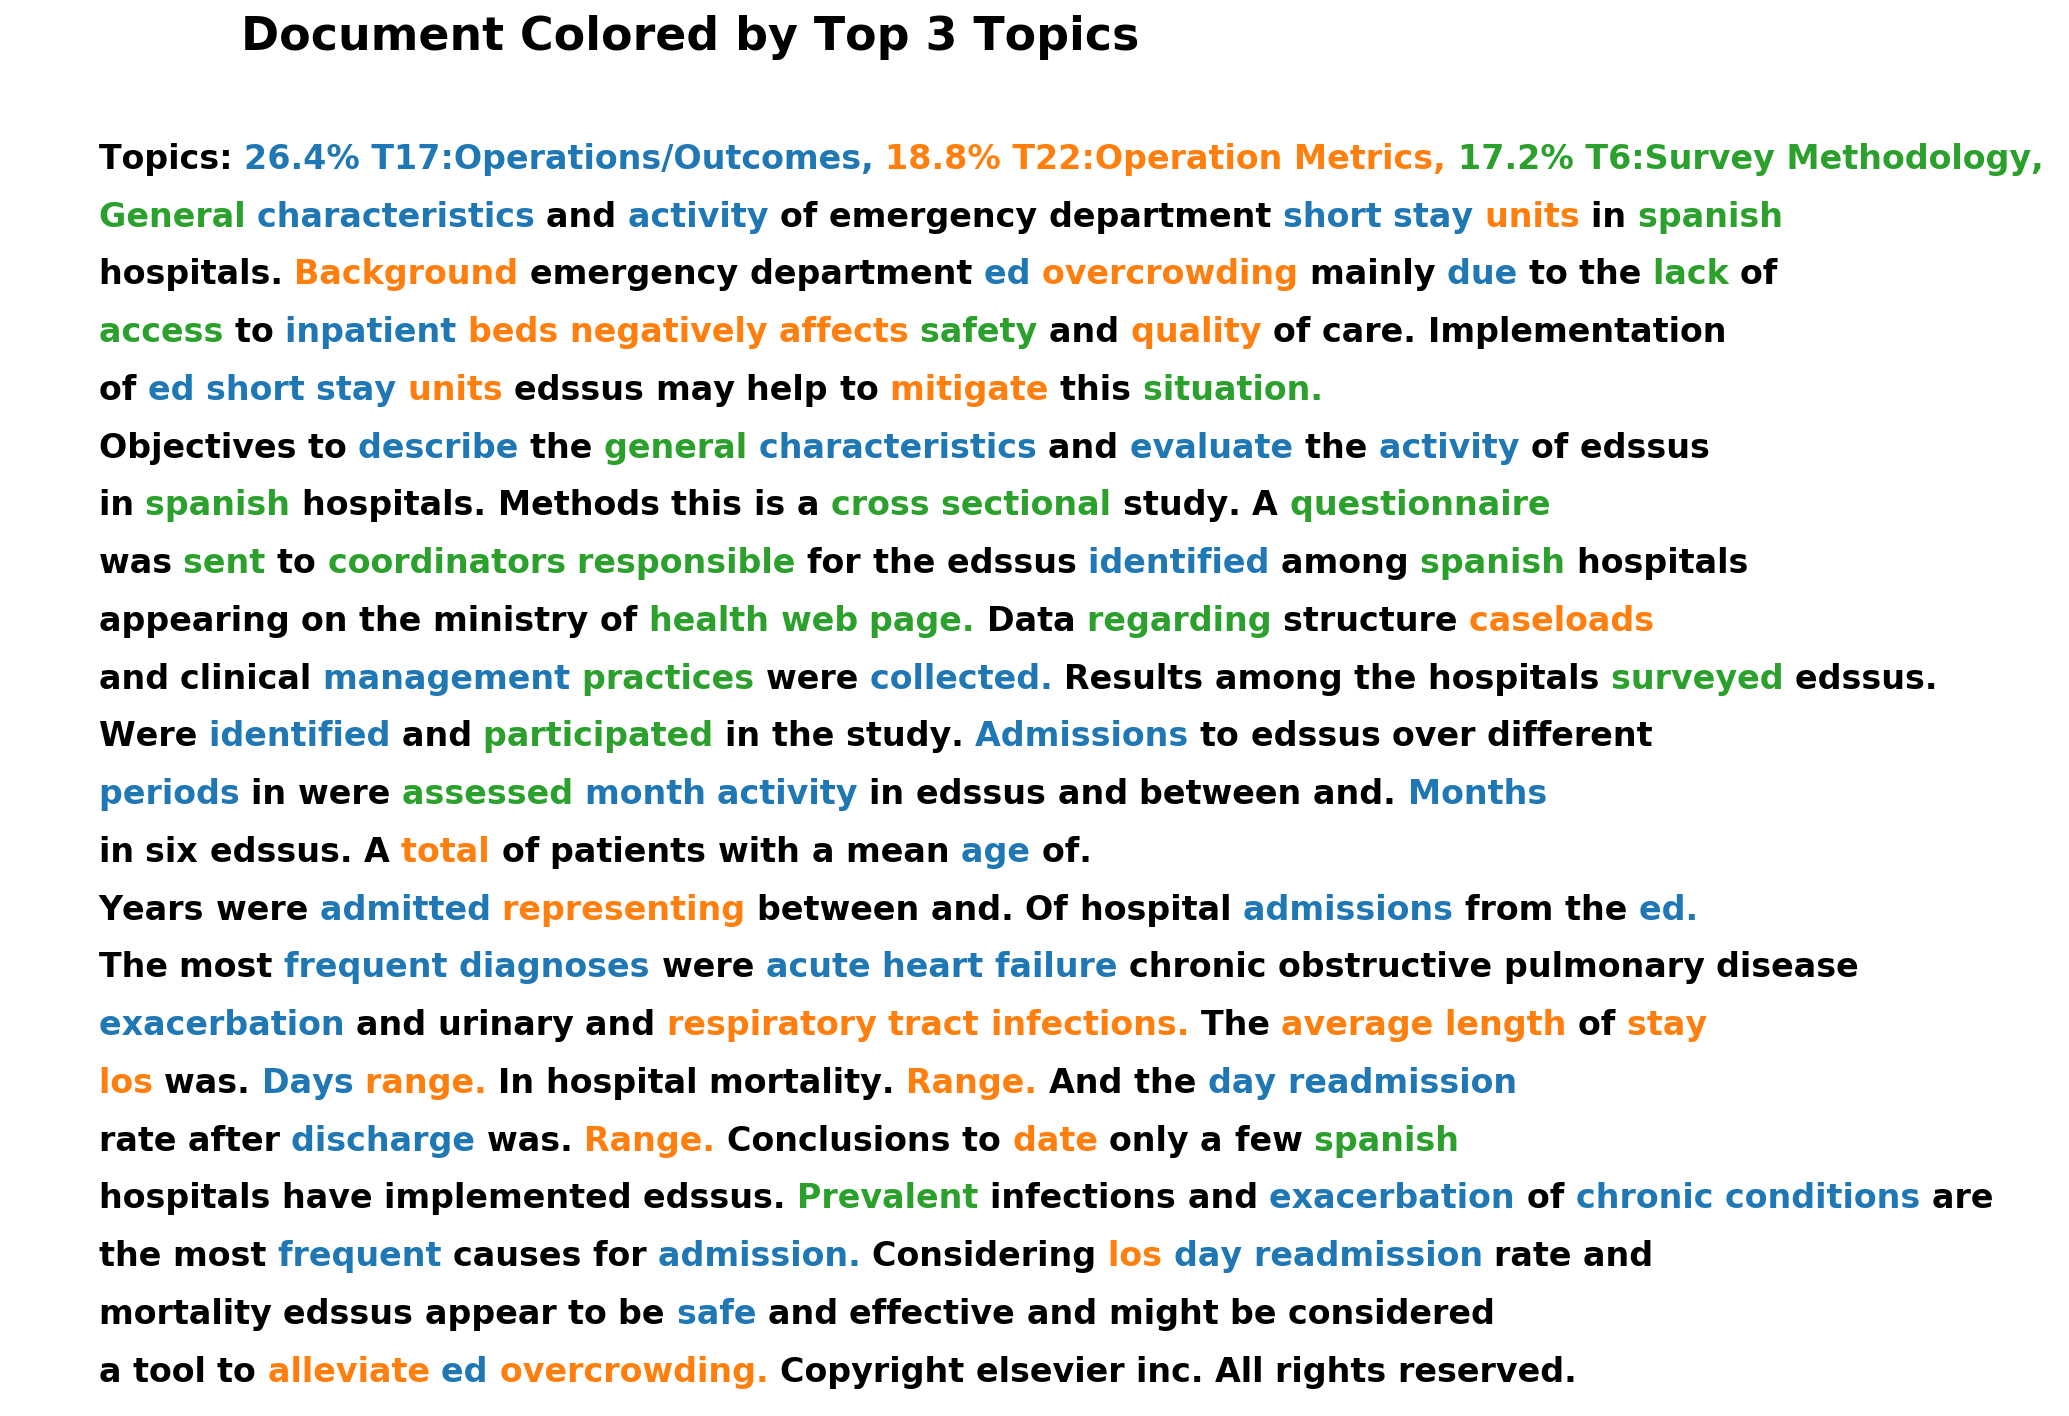 Document Colored by Top 3 Topics
Topics: 26.4% T17:Operations/Outcomes, 18.8% T22:Operation Metrics, 17.2% T6:Survey Methodology,
General characteristics and activity of emergency department short stay units in spanish
hospitals. Background emergency department ed overcrowding mainly due to the lack of
access to inpatient beds negatively affects safety and quality of care. Implementation
of ed short stay units edssus may help to mitigate this situation.
Objectives to describe the general characteristics and evaluate the activity of edssus
in spanish hospitals. Methods this is a cross sectional study. A questionnaire
was sent to coordinators responsible for the edssus identified among spanish hospitals
appearing on the ministry of health web page. Data regarding structure caseloads
and clinical management practices were collected. Results among the hospitals surveyed edssus.
Were identified and participated in the study. Admissions to edssus over different
periods in were assessed month activity in edssus and between and. Months
in six edssus. A total of patients with a mean age of.
Years were admitted representing between and. Of hospital admissions from the ed.
The most frequent diagnoses were acute heart failure chronic obstructive pulmonary disease
exacerbation and urinary and respiratory tract infections. The average length of stay
los was. Days range. In hospital mortality. Range. And the day readmission
rate after discharge was. Range. Conclusions to date only a few spanish
hospitals have implemented edssus. Prevalent infections and exacerbation of chronic conditions are
the most frequent causes for admission. Considering los day readmission rate and
mortality edssus appear to be safe and effective and might be considered
a tool to alleviate ed overcrowding. Copyright elsevier inc. All rights reserved.